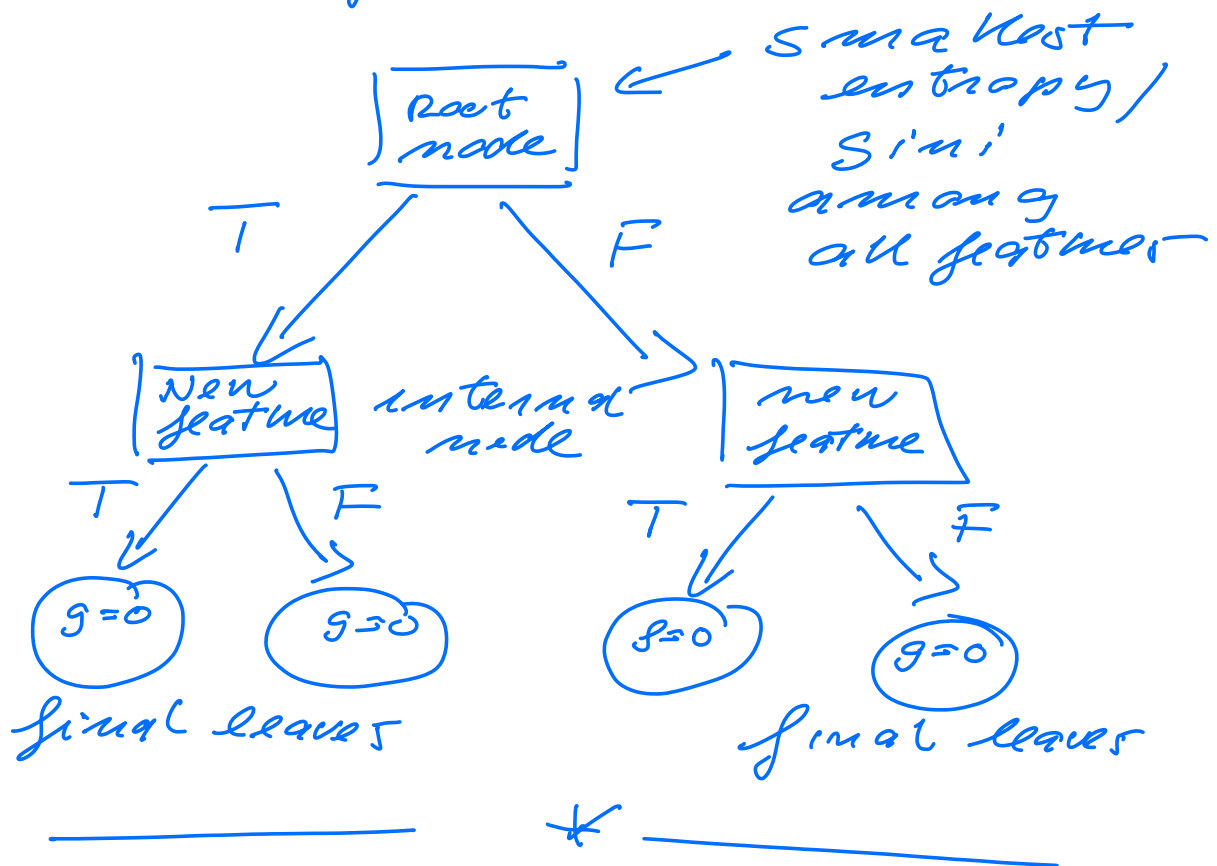 smallest
entropy/
Gini
among
all features
Root
node
T
F
New
feature
internal
node
new
feature
T
F
T
F
g=0
g=0
g=0
g=0
final leaves
final leaves